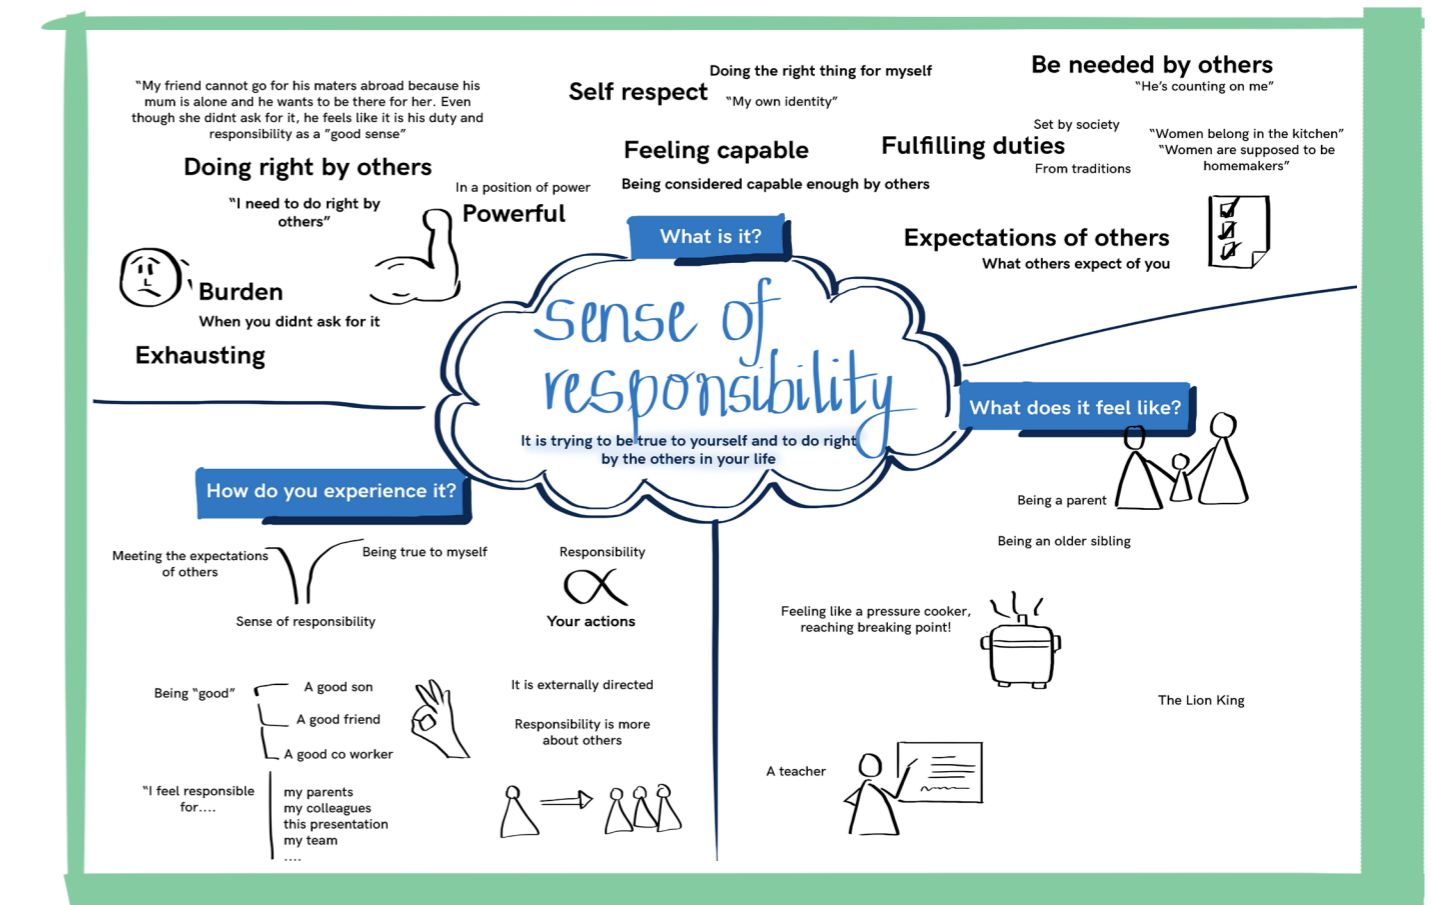 "My friend cannot go for his maters abroad because his
mum is alone and he wants to be there for her. Even
though she didnt ask for it, he feels like it is his duty and
responsibility as a "good sense"
Doing right by others
"I need to do right by
others"
In a position of power
Powerful
Burden
When you didnt ask for it
Exhausting
Self respect
Doing the right thing for myself
"My own identity"
Feeling capable
Being considered capable enough by others
Be needed by others
"He's counting on me"
Fulfilling duties
Set by society
From traditions
"Women belong in the kitchen"
"Women are supposed to be
homemakers"
Expectations of others
What others expect of you
What is it?
sense of
responsibility
It is trying to be true to yourself and to do right
by the others in your life
How do you experience it?
Meeting the expectations
of others
Being true to myself
Sense of responsibility
Responsibility
∝
Your actions
Being "good"
A good son
A good friend
A good co worker
"I feel responsible
for....
my parents
my colleagues
this presentation
my team
....
It is externally directed
Responsibility is more
about others
What does it feel like?
Being a parent
Being an older sibling
Feeling like a pressure cooker,
reaching breaking point!
The Lion King
A teacher